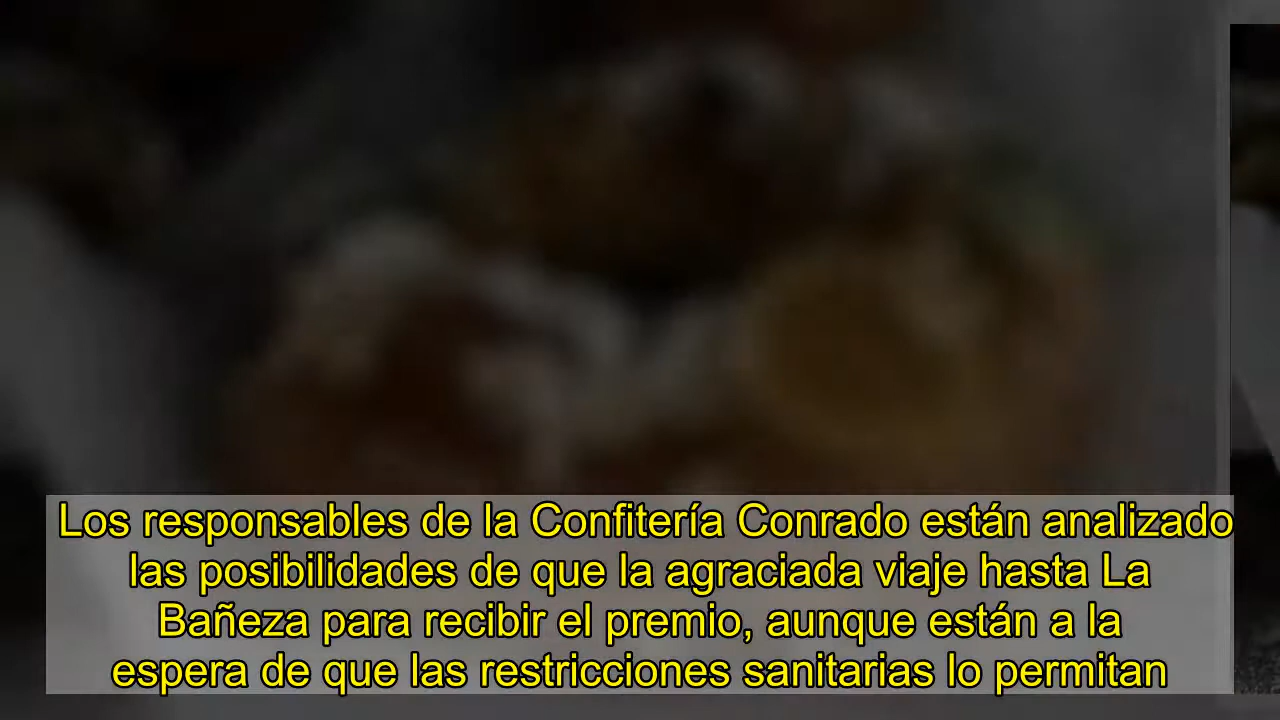 Los responsables de la Confitería Conrado están analizado
las posibilidades de que la agraciada viaje hasta La
Bañeza para recibir el premio, aunque están a la
espera de que las restricciones sanitarias lo permitan